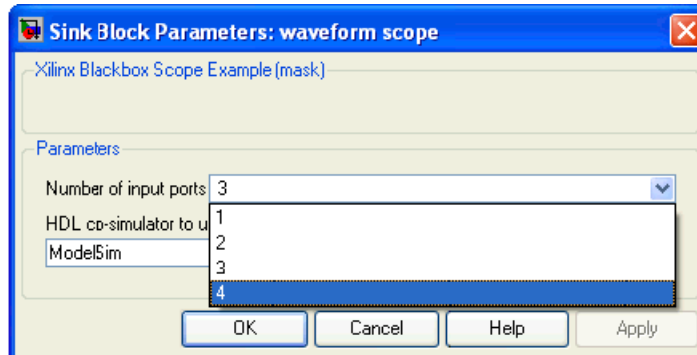 Sink Block Parameters: waveform scope
Xilinx Blackbox Scope Example (mask)
Parameters
Number of input ports 3
1
HDL co-simulator to u
2
ModelSim
3
4
OK Cancel Help Apply